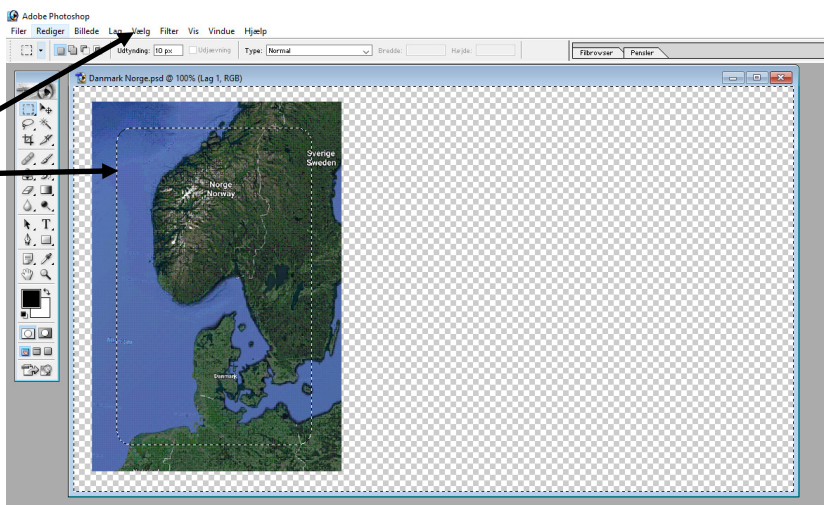 Adobe Photoshop
Filer Rediger Billede Lag Vælg Filter Vis Vindue Hjælp
Udtynding: 10 px Udjævning Type: Normal Bredde: Højde: Filbrowser Pensler
Danmark Norge.psd @ 100% (Lag 1, RGB)
Sverige
Sweden
Norge
Norway
T
Danmark